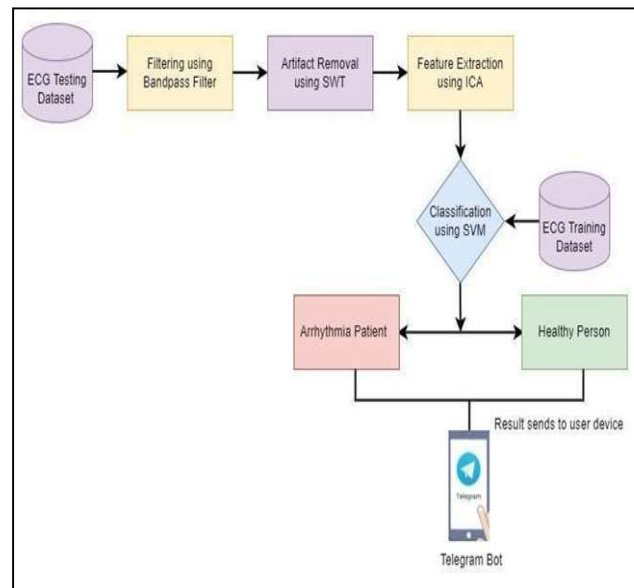 ECG Testing
Dataset
Filtering using
Bandpass Filter
Artifact Removal
using SWT
Feature Extraction
using ICA
Classification
using SVM
ECG Training
Dataset
Arrhythmia Patient
Healthy Person
Result sends to user device
Telegram
Telegram Bot